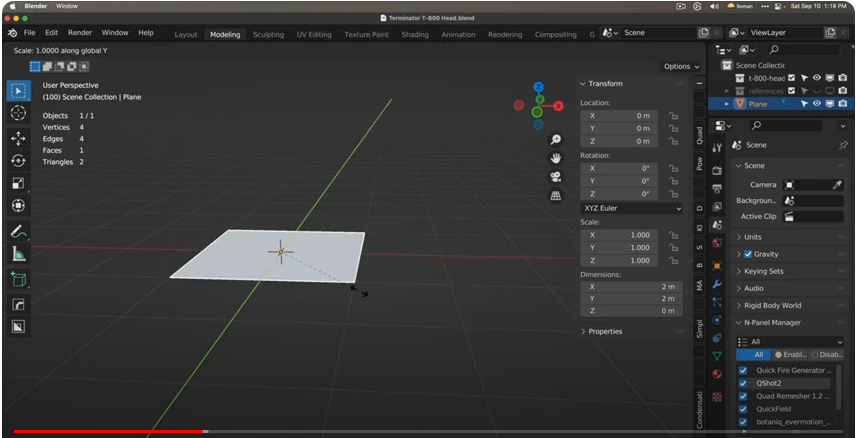 Blender Window Roman Sat Sep 10 1:18 PM
Terminator T-800 Head.blend
File Edit Render Window Help Layout Modeling Sculpting UV Editing Texture Paint Shading Animation Rendering Compositing G Scene ViewLayer
Scale: 1.0000 along global Y
Options
User Perspective
(100) Scene Collection | Plane
Objects 1 / 1
Vertices 4
Edges 4
Faces 1
Triangles 2
Z
Y
X
Transform
Location:
X 0 m
Y 0 m
Z 0 m
Rotation:
X 0°
Y 0°
Z 0°
XYZ Euler
Scale:
X 1.000
Y 1.000
Z 1.000
Dimensions:
X 2 m
Y 2 m
Z 0 m
Properties
Quad
Pow
D
KI
S
B
MA
Simpl
Condensati
Scene Collectic
t-800-head
references
Plane
Scene
Scene
Camera
Backgroun..
Active Clip
Units
Gravity
Keying Sets
Audio
Rigid Body World
N-Panel Manager
All
All Enabl.. Disab..
Quick Fire Generator ...
QShot2
Quad Remesher 1.2 ...
QuickField
botaniq_evermotion_..